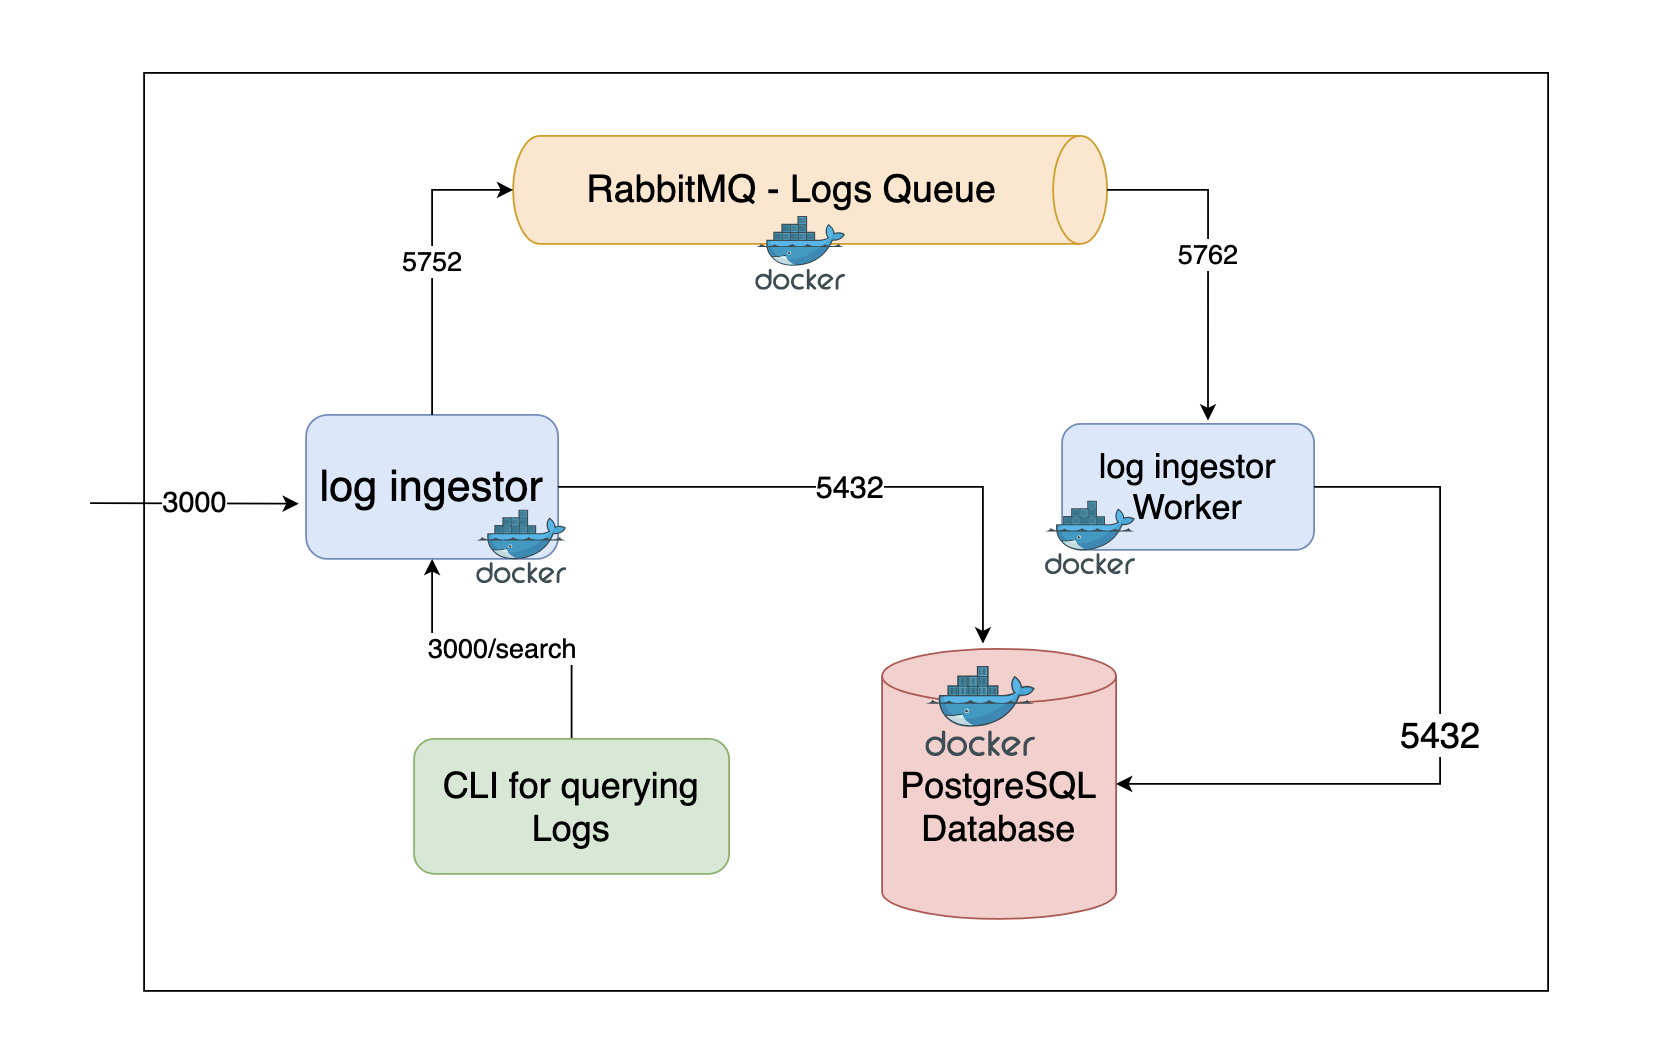 RabbitMQ - Logs Queue
docker
5752
5762
log ingestor
docker
3000
5432
log ingestor
Worker
docker
3000/search
CLI for querying
Logs
docker
PostgreSQL
Database
5432